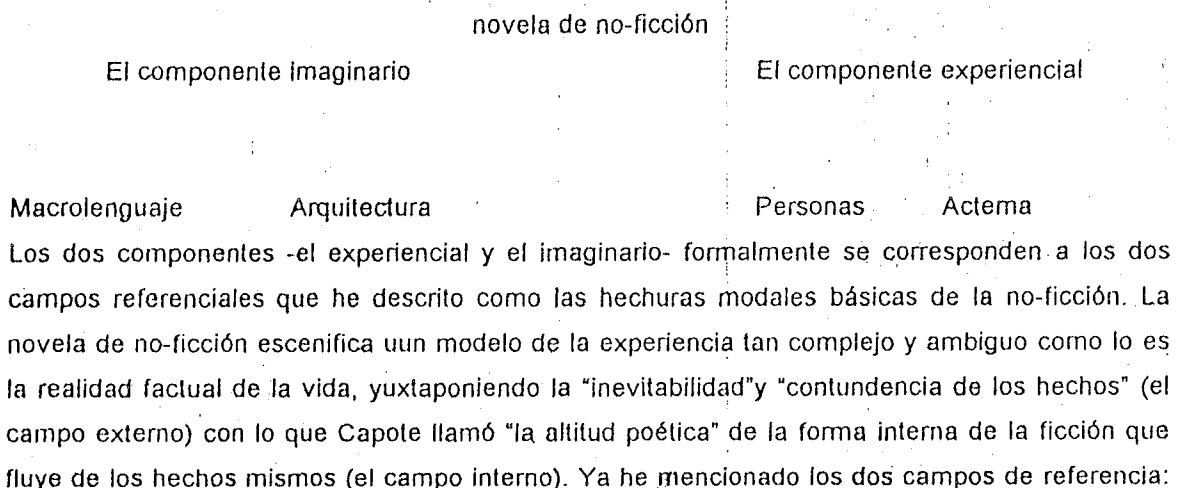 novela de no-ficción
El componente imaginario El componente experiencial
Macrolenguaje Arquitectura Personas Actema
Los dos componentes -el experiencial y el imaginario- formalmente se corresponden a los dos
campos referenciales que he descrito como las hechuras modales básicas de la no-ficción. La
novela de no-ficción escenifica uun modelo de la experiencia tan complejo y ambiguo como lo es
la realidad factual de la vida, yuxtaponiendo la "inevitabilidad"y "contundencia de los hechos" (el
campo externo) con lo que Capote llamó "la altitud poética" de la forma interna de la ficción que
fluye de los hechos mismos (el campo interno). Ya he mencionado los dos campos de referencia: